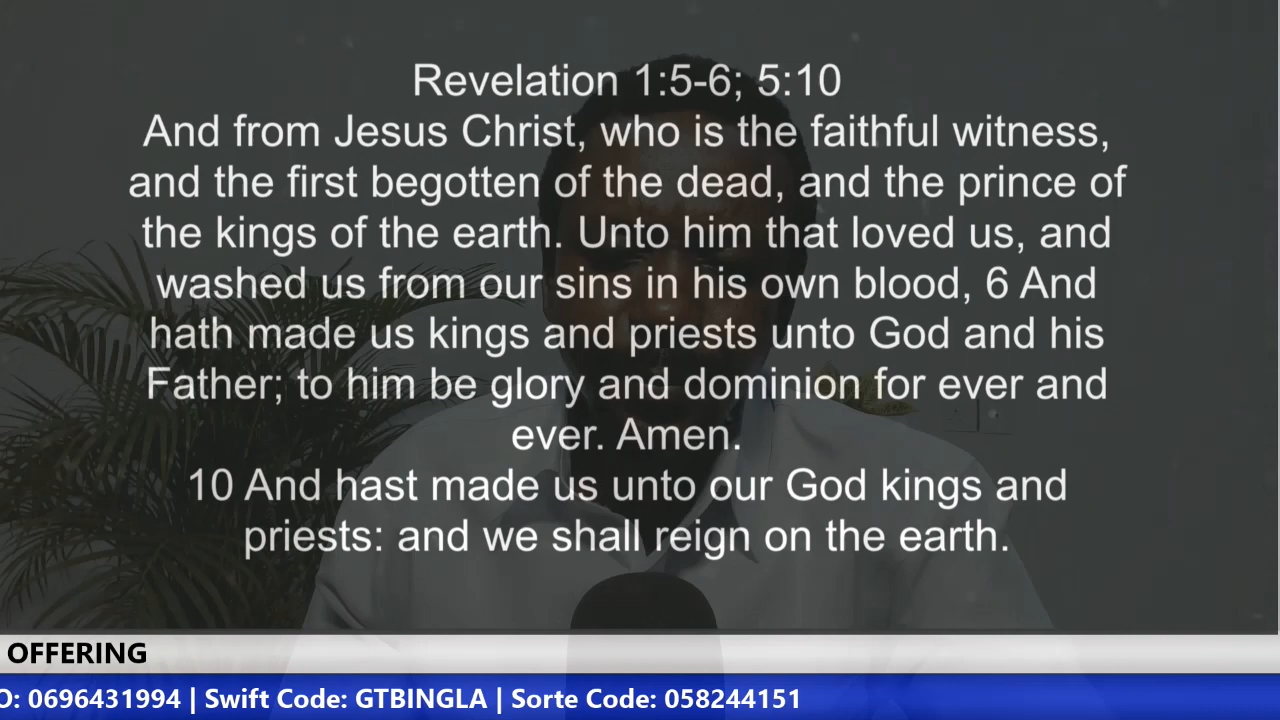 Revelation 1:5-6; 5:10
And from Jesus Christ, who is the faithful witness,
and the first begotten of the dead, and the prince of
the kings of the earth. Unto him that loved us, and
washed us from our sins in his own blood, 6 And
hath made us kings and priests unto God and his
Father; to him be glory and dominion for ever and
ever. Amen.
10 And hast made us unto our God kings and
priests: and we shall reign on the earth.
OFFERING
O: 0696431994 | Swift Code: GTBINGLA | Sorte Code: 058244151